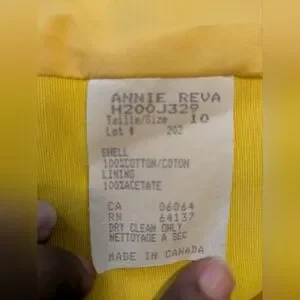 ANNIE REVA
H200J329
Taille/Size 10
Lot # 202
SHELL
100%COTTON/COTON
LINING
100%ACETATE
CA 06064
RN 64137
DRY CLEAN ONLY
NETTOYAGE A SEC
MADE IN CANADA